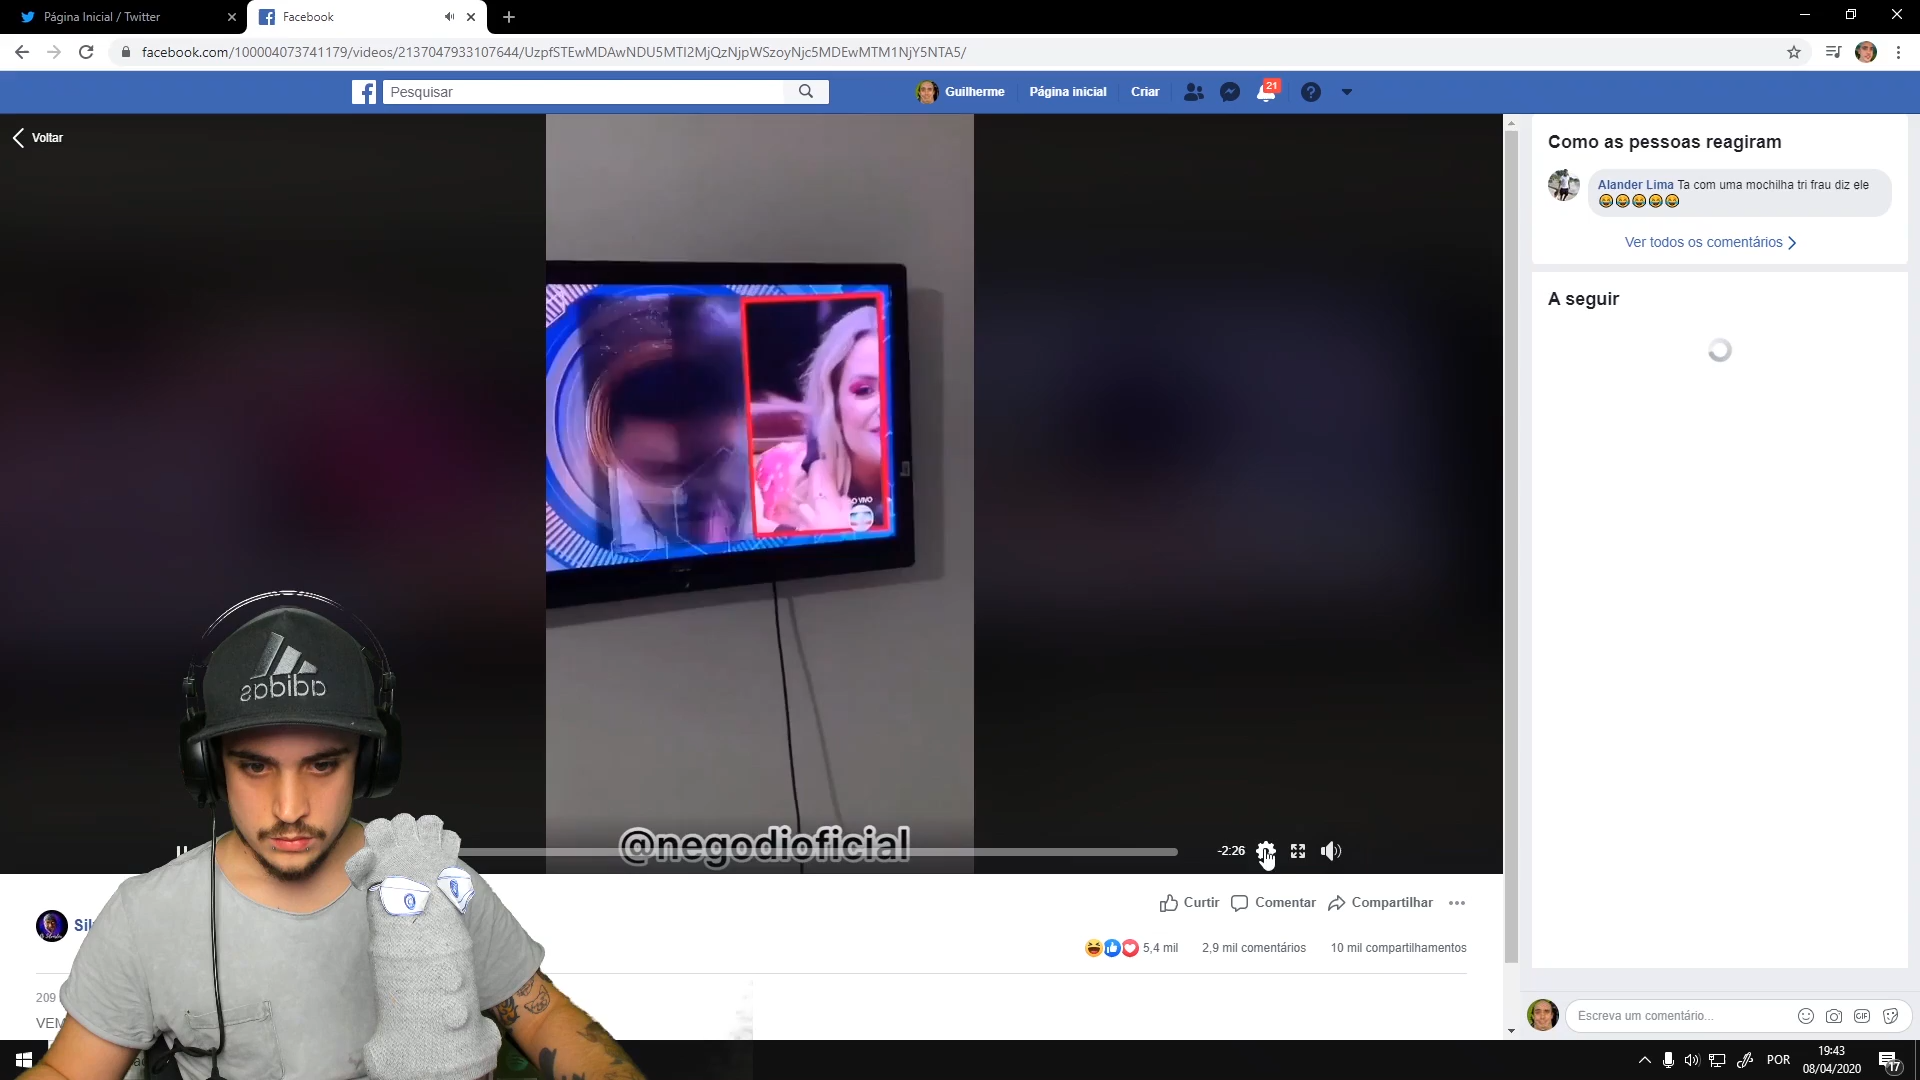 Página Inicial / Twitter
Facebook
facebook.com/100004073741179/videos/2137047933107644/UzpfSTEwMDAwNDU5MTI2MjQzNjpWSzoyNjc5MDEwMTM1NjY5NTA5/
Pesquisar
Guilherme
Página inicial
Criar
21
Voltar
Como as pessoas reagiram
Alander Lima Ta com uma mochilha tri frau diz ele
😂😂😂😂😂
Ver todos os comentários
A seguir
VIVO
adidas
@negodioficial
-2:26
Curtir
Comentar
Compartilhar
5,4 mil
2,9 mil comentários
10 mil compartilhamentos
209
VEM
Escreva um comentário...
GIF
POR
19:43
08/04/2020
17